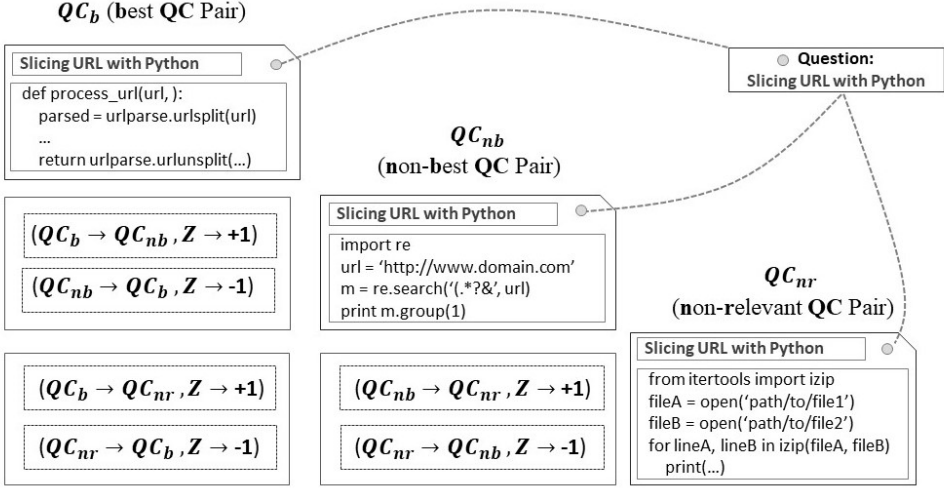 QC_b (best QC Pair)
Slicing URL with Python
def process_url(url, ):
parsed = urlparse.urlsplit(url)
...
return urlparse.urlunsplit(...)
Question:
Slicing URL with Python
QC_nb
(non-best QC Pair)
Slicing URL with Python
import re
url = ‘http://www.domain.com’
m = re.search(‘(.*?&’, url)
print m.group(1)
(QC_b → QC_nb , Z → +1)
(QC_nb → QC_b , Z → -1)
QC_nr
(non-relevant QC Pair)
Slicing URL with Python
from itertools import izip
fileA = open(‘path/to/file1’)
fileB = open(‘path/to/file2’)
for lineA, lineB in izip(fileA, fileB)
print(...)
(QC_b → QC_nr , Z → +1)
(QC_nr → QC_b , Z → -1)
(QC_nb → QC_nr , Z → +1)
(QC_nr → QC_nb , Z → -1)